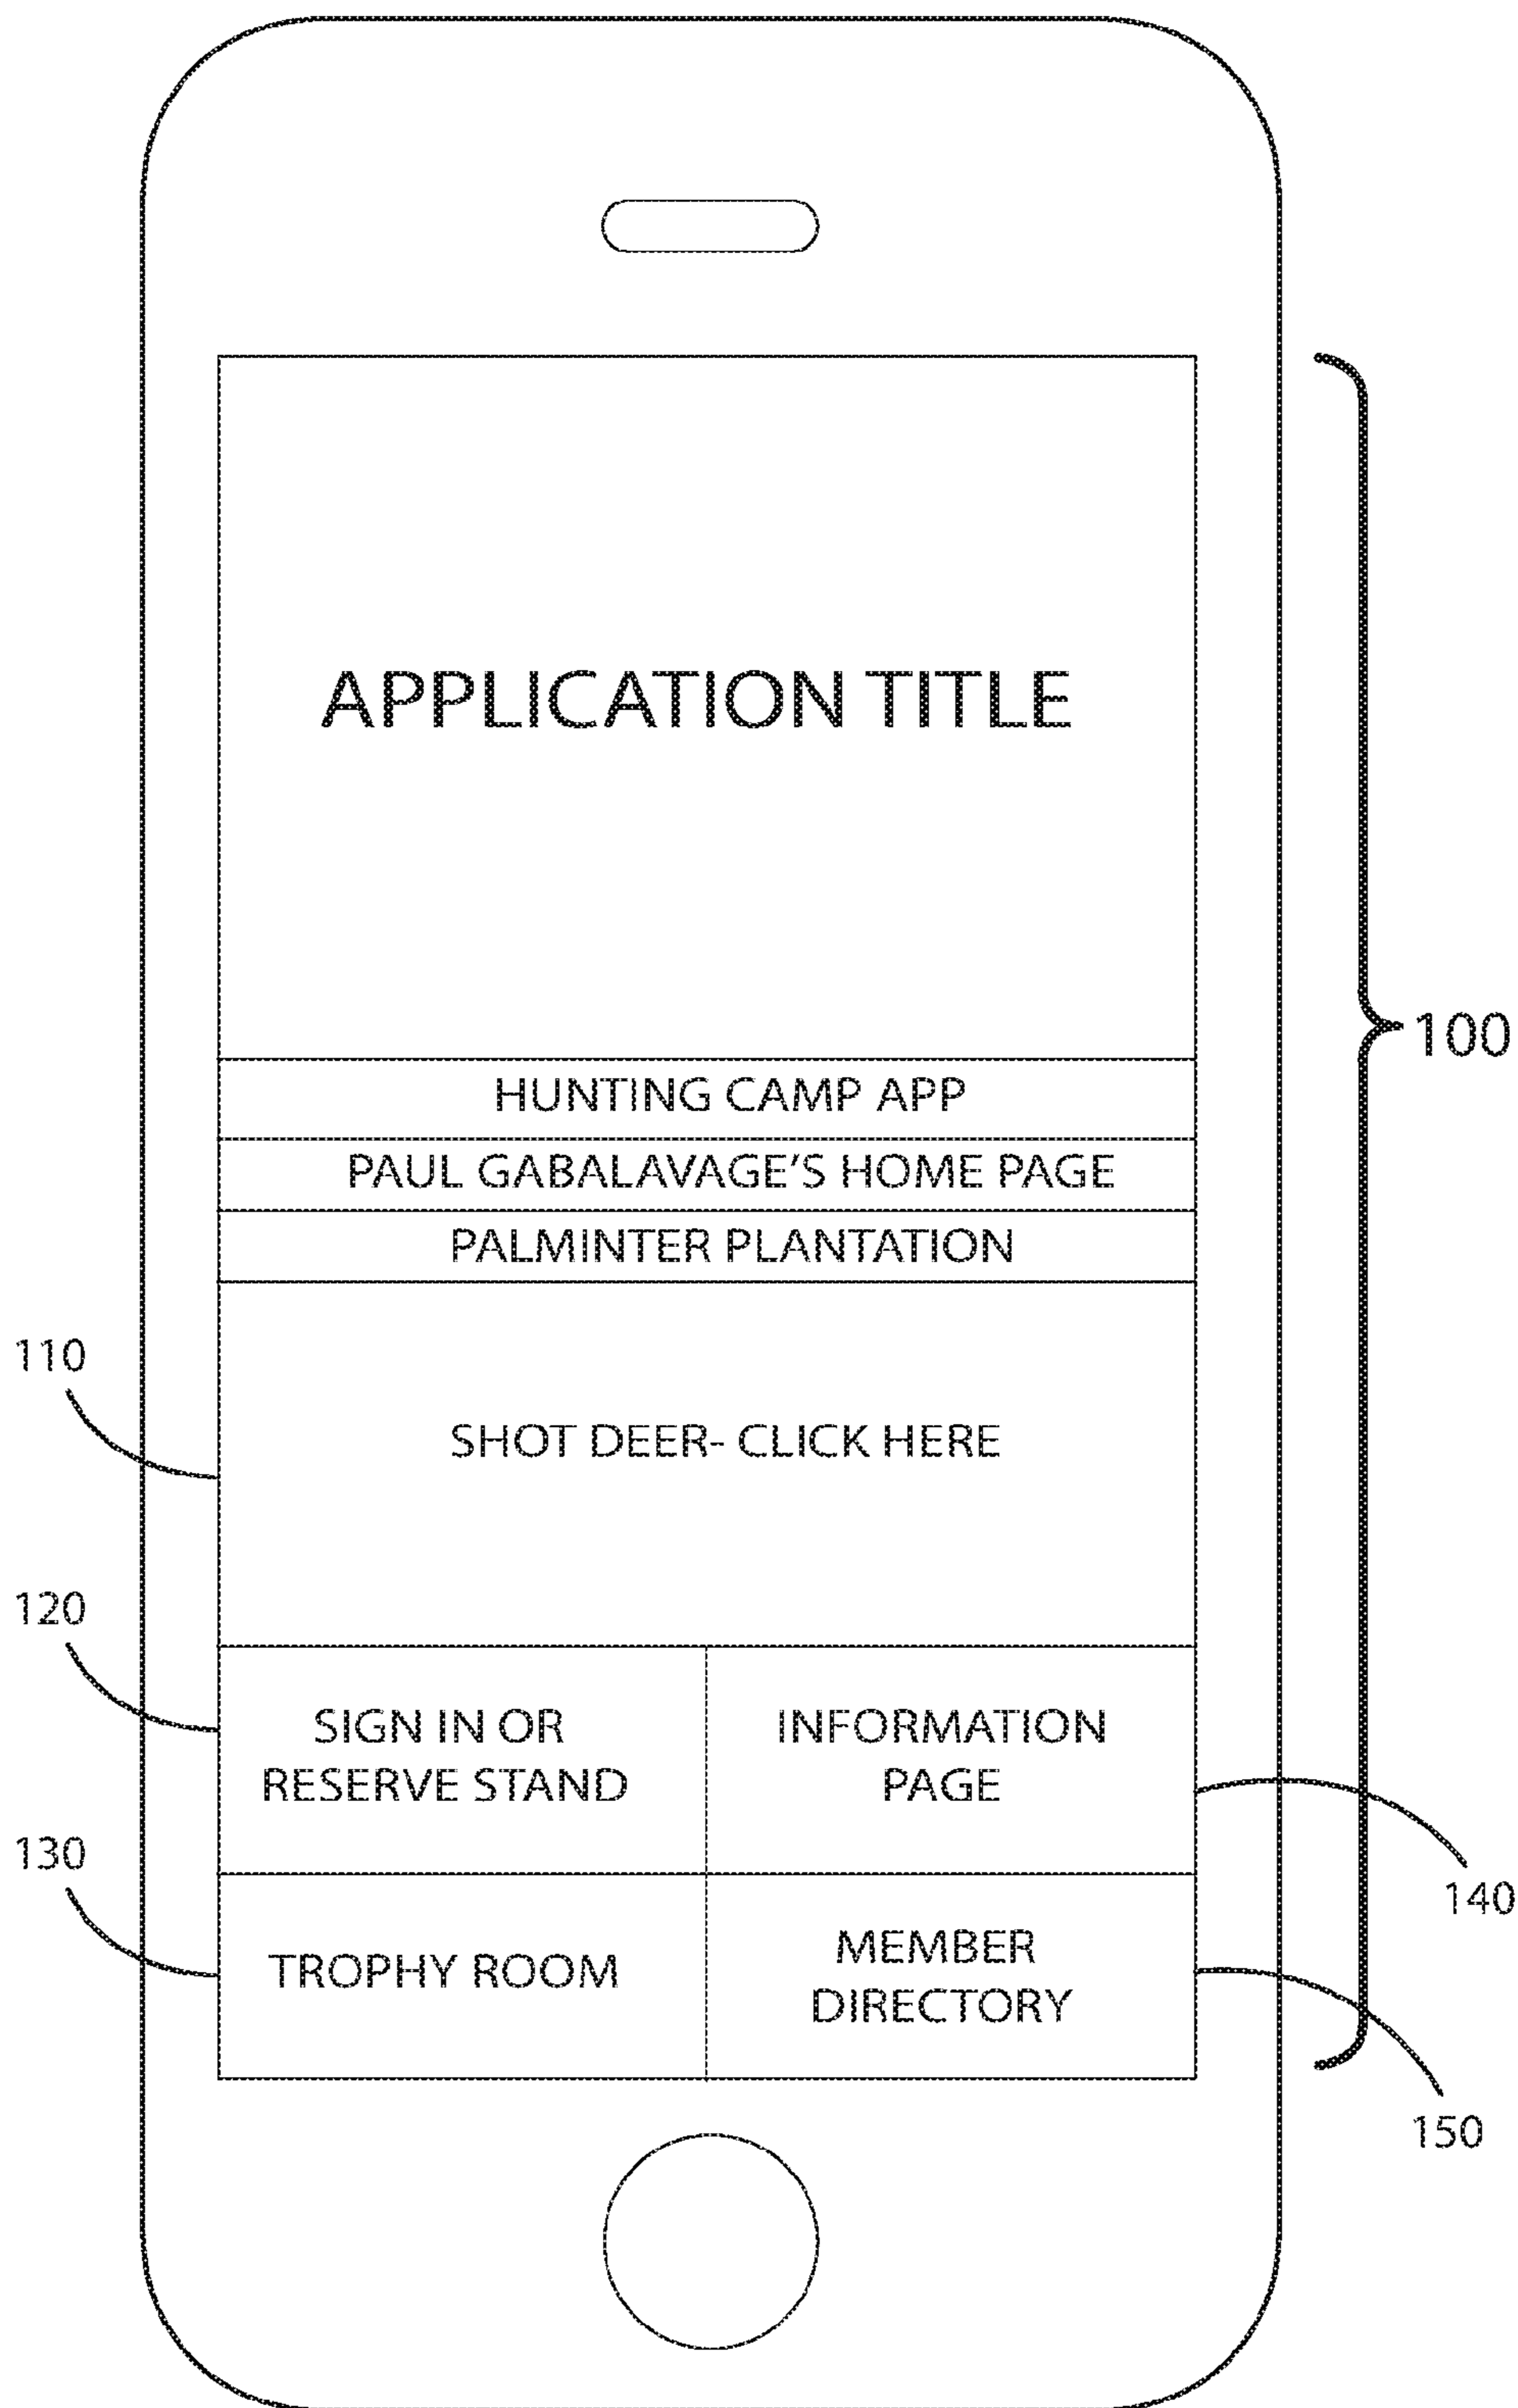 APPLICATION TITLE
100
HUNTING CAMP APP
PAUL GABALAVAGE'S HOME PAGE
PALMINTER PLANTATION
110
SHOT DEER- CLICK HERE
120
SIGN IN OR
RESERVE STAND
INFORMATION
PAGE
130
140
TROPHY ROOM
MEMBER
DIRECTORY
150